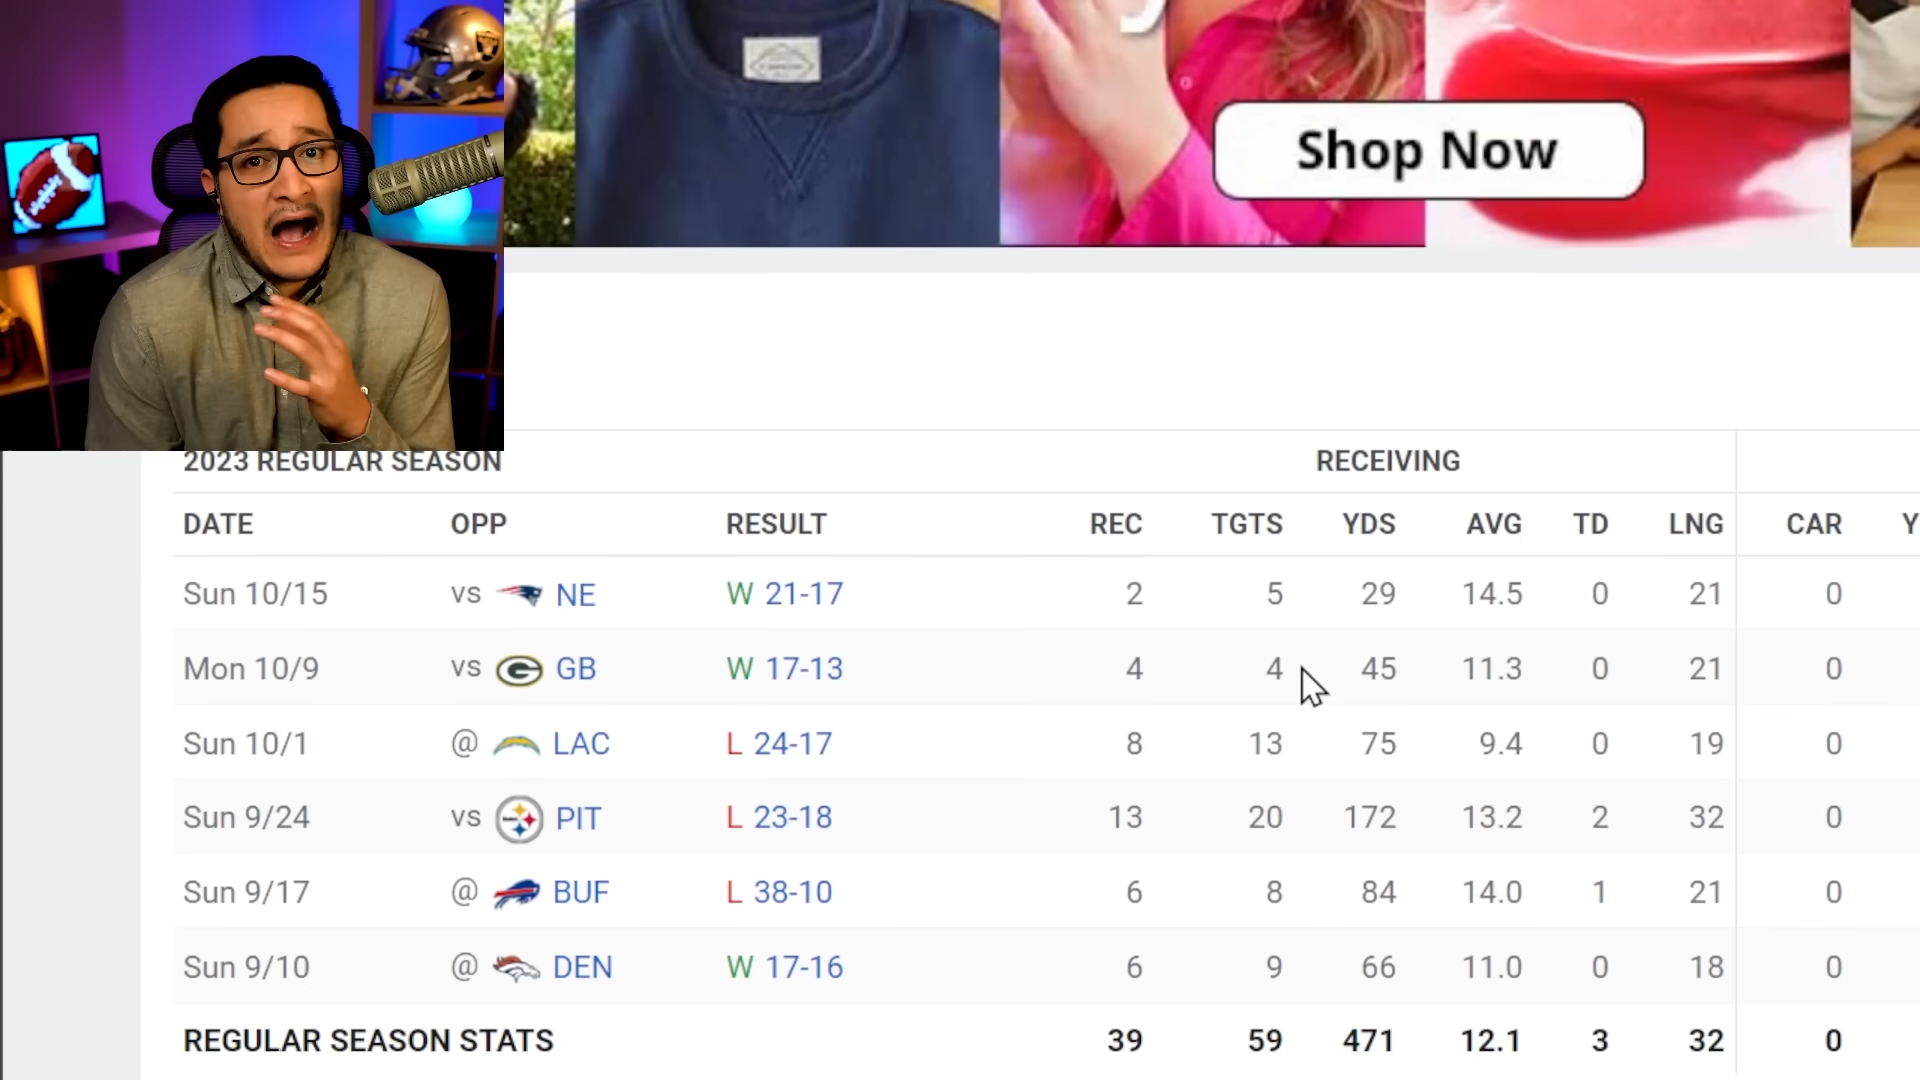 Shop Now
2023 REGULAR SEASON RECEIVING
DATE OPP RESULT REC TGTS YDS AVG TD LNG CAR Y
Sun 10/15 vs NE W 21-17 2 5 29 14.5 0 21 0
Mon 10/9 vs GB W 17-13 4 4 45 11.3 0 21 0
Sun 10/1 @ LAC L 24-17 8 13 75 9.4 0 19 0
Sun 9/24 vs PIT L 23-18 13 20 172 13.2 2 32 0
Sun 9/17 @ BUF L 38-10 6 8 84 14.0 1 21 0
Sun 9/10 @ DEN W 17-16 6 9 66 11.0 0 18 0
REGULAR SEASON STATS 39 59 471 12.1 3 32 0